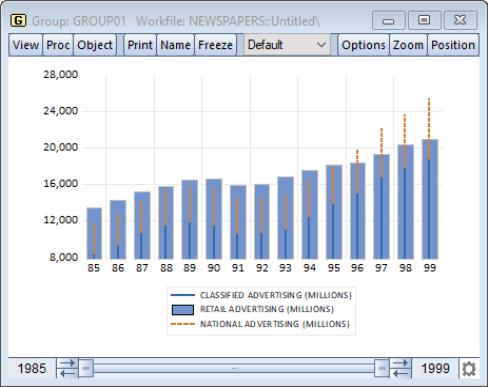 Group: GROUP01 Workfile: NEWSPAPERS::Untitled\
View Proc Object Print Name Freeze Default Options Zoom Position
28,000
24,000
20,000
16,000
12,000
8,000
85 86 87 88 89 90 91 92 93 94 95 96 97 98 99
CLASSIFIED ADVERTISING (MILLIONS)
RETAIL ADVERTISING (MILLIONS)
NATIONAL ADVERTISING (MILLIONS)
1985 1999